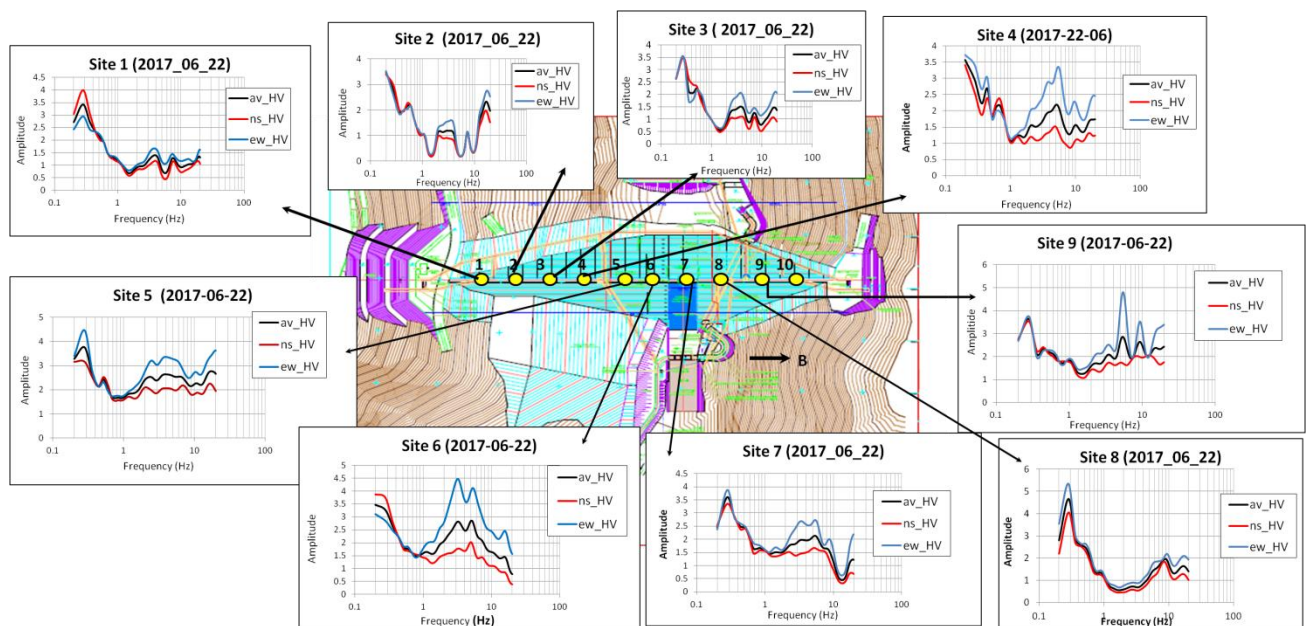 Site 1 (2017_06_22)
Amplitude
4.5
4
3.5
3
2.5
2
1.5
1
0.5
0
0.1
1
10
100
Frequency (Hz)
av_HV
ns_HV
ew_HV
Site 2 (2017_06_22)
Amplitude
4
3
2
1
0
0.1
1
10
100
Frequency (Hz)
av_HV
ns_HV
ew_HV
Site 3 ( 2017_06_22)
Amplitude
4
3.5
3
2.5
2
1.5
1
0.5
0
0.1
1
10
100
Frequency (Hz)
av_HV
ns_HV
ew_HV
Site 4 (2017-22-06)
Amplitude
4
3.5
3
2.5
2
1.5
1
0.5
0
0.1
1
10
100
Frequency (Hz)
av_HV
ns_HV
ew_HV
1 2 3 4 5 6 7 8 9 10
B
Site 5 (2017-06-22)
Amplitude
5
4
3
2
1
0
0.1
1
10
100
Frequency (Hz)
av_HV
ns_HV
ew_HV
Site 9 (2017-06-22)
Amplitide
6
5
4
3
2
1
0
0.1
1
10
100
Frequency (Hz)
av_HV
ns_HV
ew_HV
Site 6 (2017-06-22)
Amplitude
5
4.5
4
3.5
3
2.5
2
1.5
1
0.5
0
0.1
1
10
100
Frequency (Hz)
av_HV
ns_HV
ew_HV
Site 7 (2017_06_22)
Amplitude
4.5
4
3.5
3
2.5
2
1.5
1
0.5
0
0.1
1
10
100
Frequency (Hz)
av_HV
ns_HV
ew_HV
Site 8 (2017_06_22)
Amplitude
6
5
4
3
2
1
0
0.1
1
10
100
Frequency (Hz)
av_HV
ns_HV
ew_HV